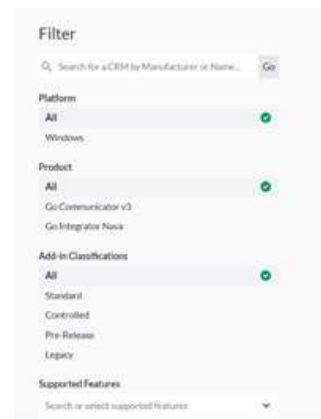 Filter
Search for a CRM by Manufacturer or Name... Go
Platform
All
Windows
Product
All
Go Communicator v3
Go Integrator Nava
Add-in Classifications
All
Standard
Controlled
Pre-Release
Legacy
Supported Features
Search or select supported features